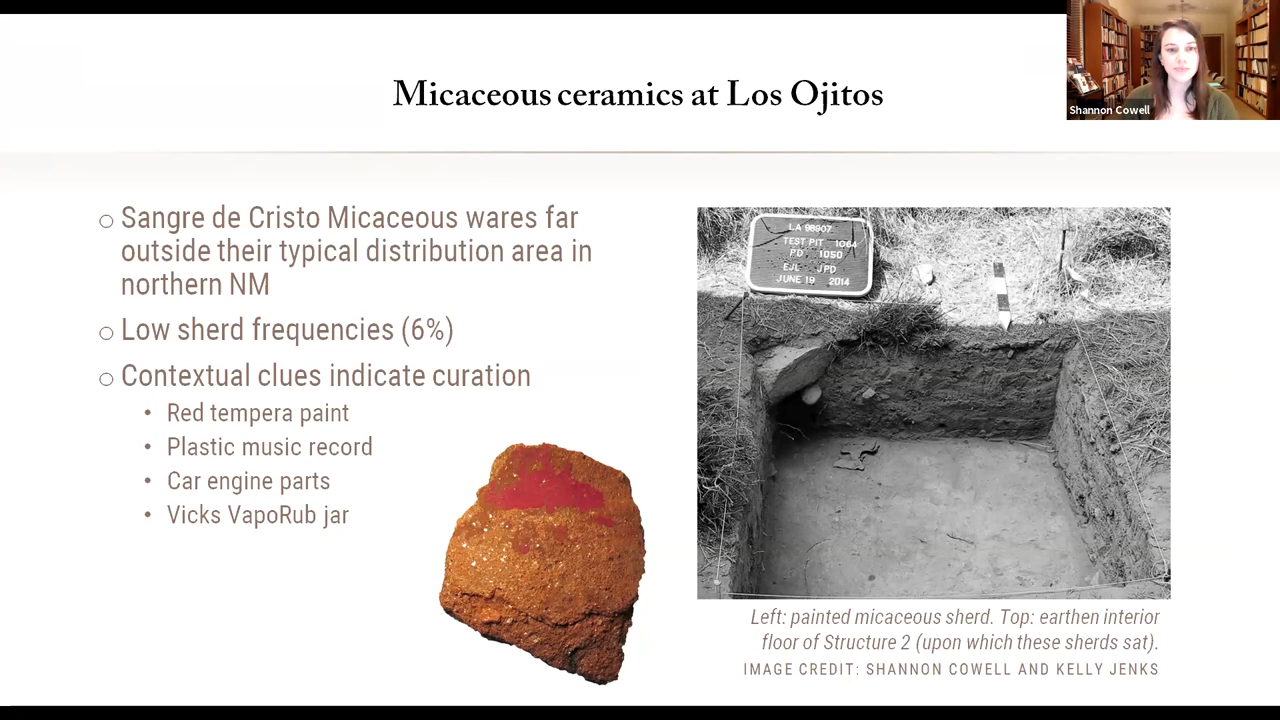 Micaceous ceramics at Los Ojitos
Shannon Cowell
Sangre de Cristo Micaceous wares far
outside their typical distribution area in
northern NM
Low sherd frequencies (6%)
Contextual clues indicate curation
Red tempera paint
Plastic music record
Car engine parts
Vicks VapoRub jar
LA 98907
TEST PIT 1064
PD 1050
EJL JPD
JUNE 19 2014
Left: painted micaceous sherd. Top: earthen interior
floor of Structure 2 (upon which these sherds sat).
IMAGE CREDIT: SHANNON COWELL AND KELLY JENKS